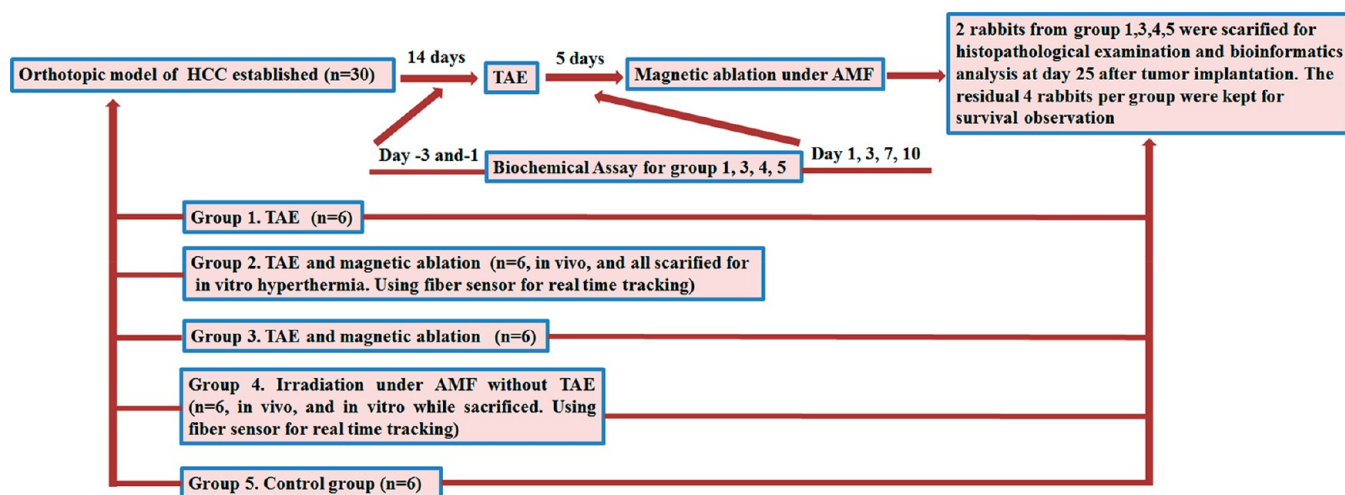 Orthotopic model of HCC established (n=30)
14 days
TAE
5 days
Magnetic ablation under AMF
2 rabbits from group 1,3,4,5 were scarified for
histopathological examination and bioinformatics
analysis at day 25 after tumor implantation. The
residual 4 rabbits per group were kept for
survival observation
Day -3 and-1
Biochemical Assay for group 1, 3, 4, 5
Day 1, 3, 7, 10
Group 1. TAE (n=6)
Group 2. TAE and magnetic ablation (n=6, in vivo, and all scarified for
in vitro hyperthermia. Using fiber sensor for real time tracking)
Group 3. TAE and magnetic ablation (n=6)
Group 4. Irradiation under AMF without TAE
(n=6, in vivo, and in vitro while sacrificed. Using
fiber sensor for real time tracking)
Group 5. Control group (n=6)